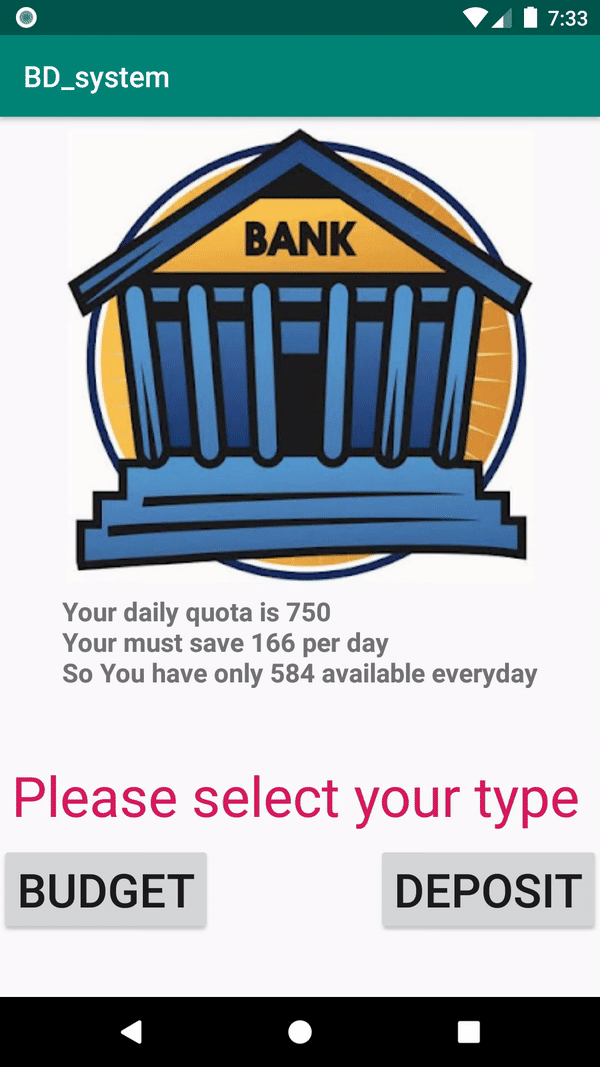 7:33
BD_system
BANK
Your daily quota is 750
Your must save 166 per day
So You have only 584 available everyday
Please select your type
BUDGET
DEPOSIT